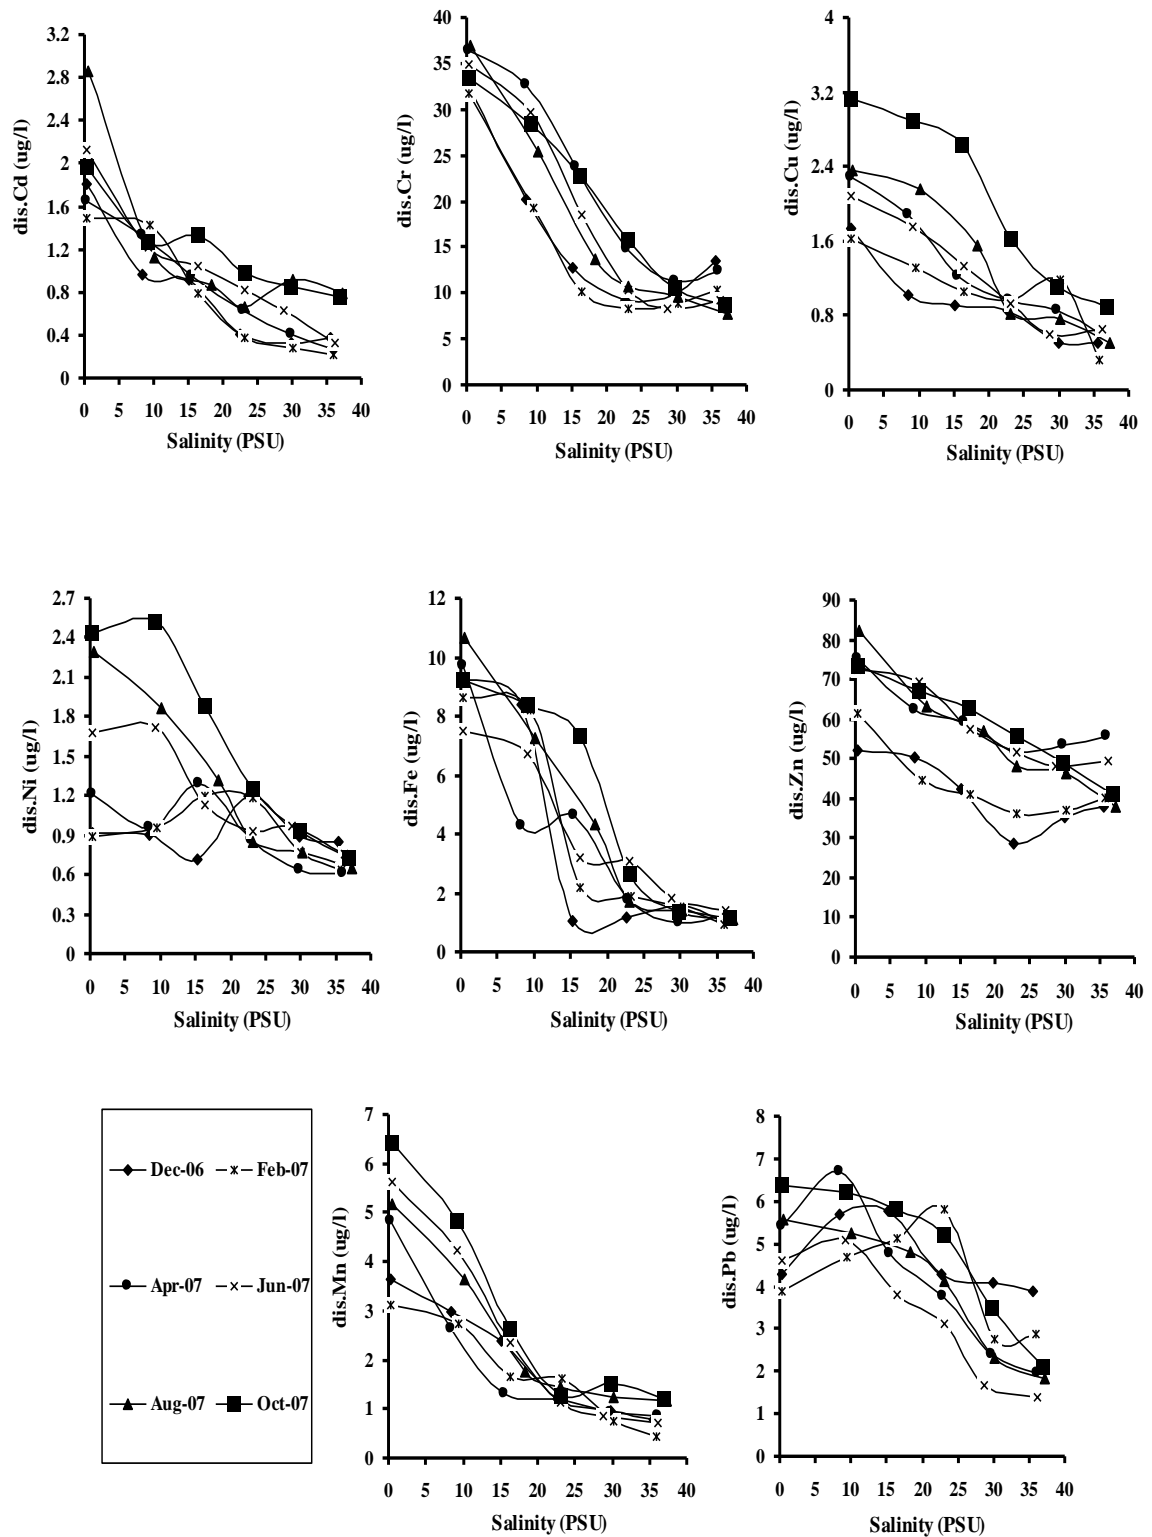 dis.Cd (ug/l)
3.2
2.8
2.4
2
1.6
1.2
0.8
0.4
0
0 5 10 15 20 25 30 35 40
Salinity (PSU)
dis.Cr (ug/l)
40
35
30
25
20
15
10
5
0
0 5 10 15 20 25 30 35 40
Salinity (PSU)
dis.Cu (ug/l)
4
3.2
2.4
1.6
0.8
0
0 5 10 15 20 25 30 35 40
Salinity (PSU)
dis.Ni (ug/l)
2.7
2.4
2.1
1.8
1.5
1.2
0.9
0.6
0.3
0
0 5 10 15 20 25 30 35 40
Salinity (PSU)
dis.Fe (ug/l)
12
10
8
6
4
2
0
0 5 10 15 20 25 30 35 40
Salinity (PSU)
dis.Zn (ug/l)
90
80
70
60
50
40
30
20
10
0
0 5 10 15 20 25 30 35 40
Salinity (PSU)
Dec-06 Feb-07
Apr-07 Jun-07
Aug-07 Oct-07
dis.Mn (ug/l)
7
6
5
4
3
2
1
0
0 5 10 15 20 25 30 35 40
Salinity (PSU)
dis.Pb (ug/l)
8
7
6
5
4
3
2
1
0
0 5 10 15 20 25 30 35 40
Salinity (PSU)